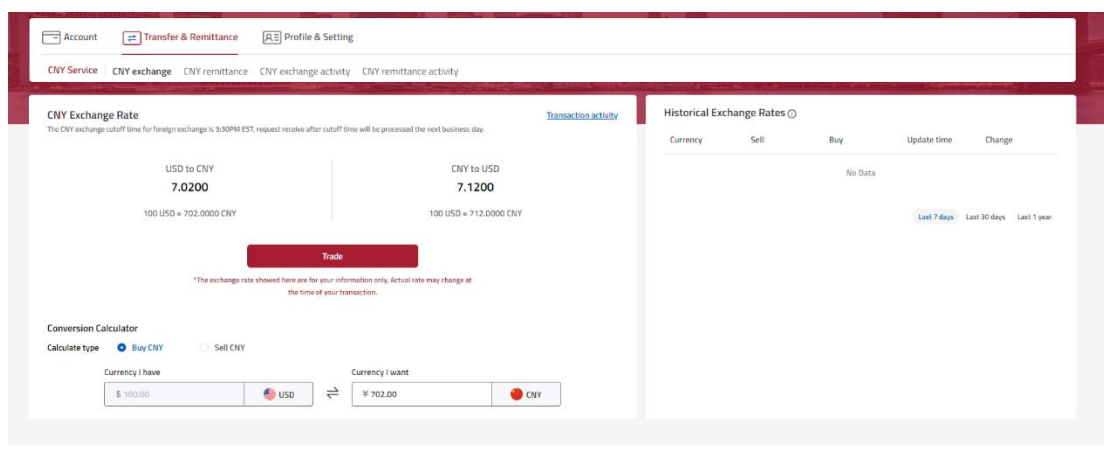 Account Transfer & Remittance Profile & Setting
CNY Service CNY exchange CNY remittance CNY exchange activity CNY remittance activity
CNY Exchange Rate Transaction activity
The CNY exchange cutoff time for foreign exchange is 3:30PM EST, request receive after cutoff time will be processed the next business day.
USD to CNY CNY to USD
7.0200 7.1200
100 USD = 702.0000 CNY 100 USD = 712.0000 CNY
Trade
*The exchange rate showed here are for your information only. Actual rate may change at
the time of your transaction.
Conversion Calculator
Calculate type Buy CNY Sell CNY
Currency I have Currency I want
$ 100.00 USD ¥ 702.00 CNY
Historical Exchange Rates
Currency Sell Buy Update time Change
No Data
Last 7 days Last 30 days Last 1 year